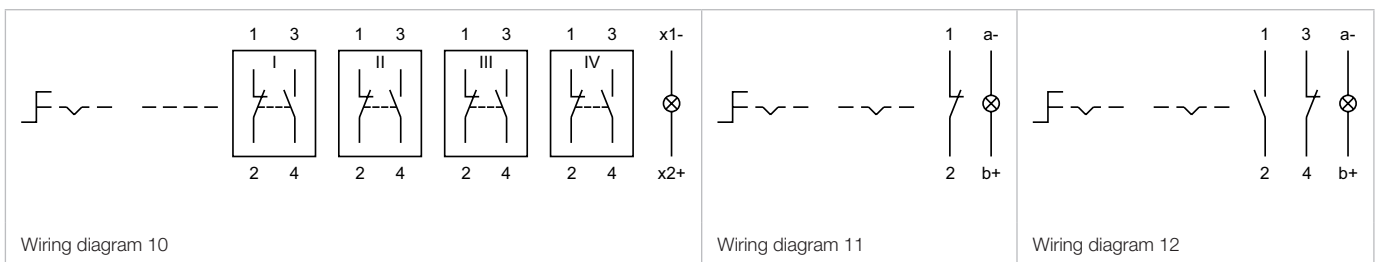 1 3 1 3 1 3 1 3 x1- 1 a- 1 3 a-
I II III IV
2 4 2 4 2 4 2 4 x2+ 2 b+ 2 4 b+
Wiring diagram 10 Wiring diagram 11 Wiring diagram 12